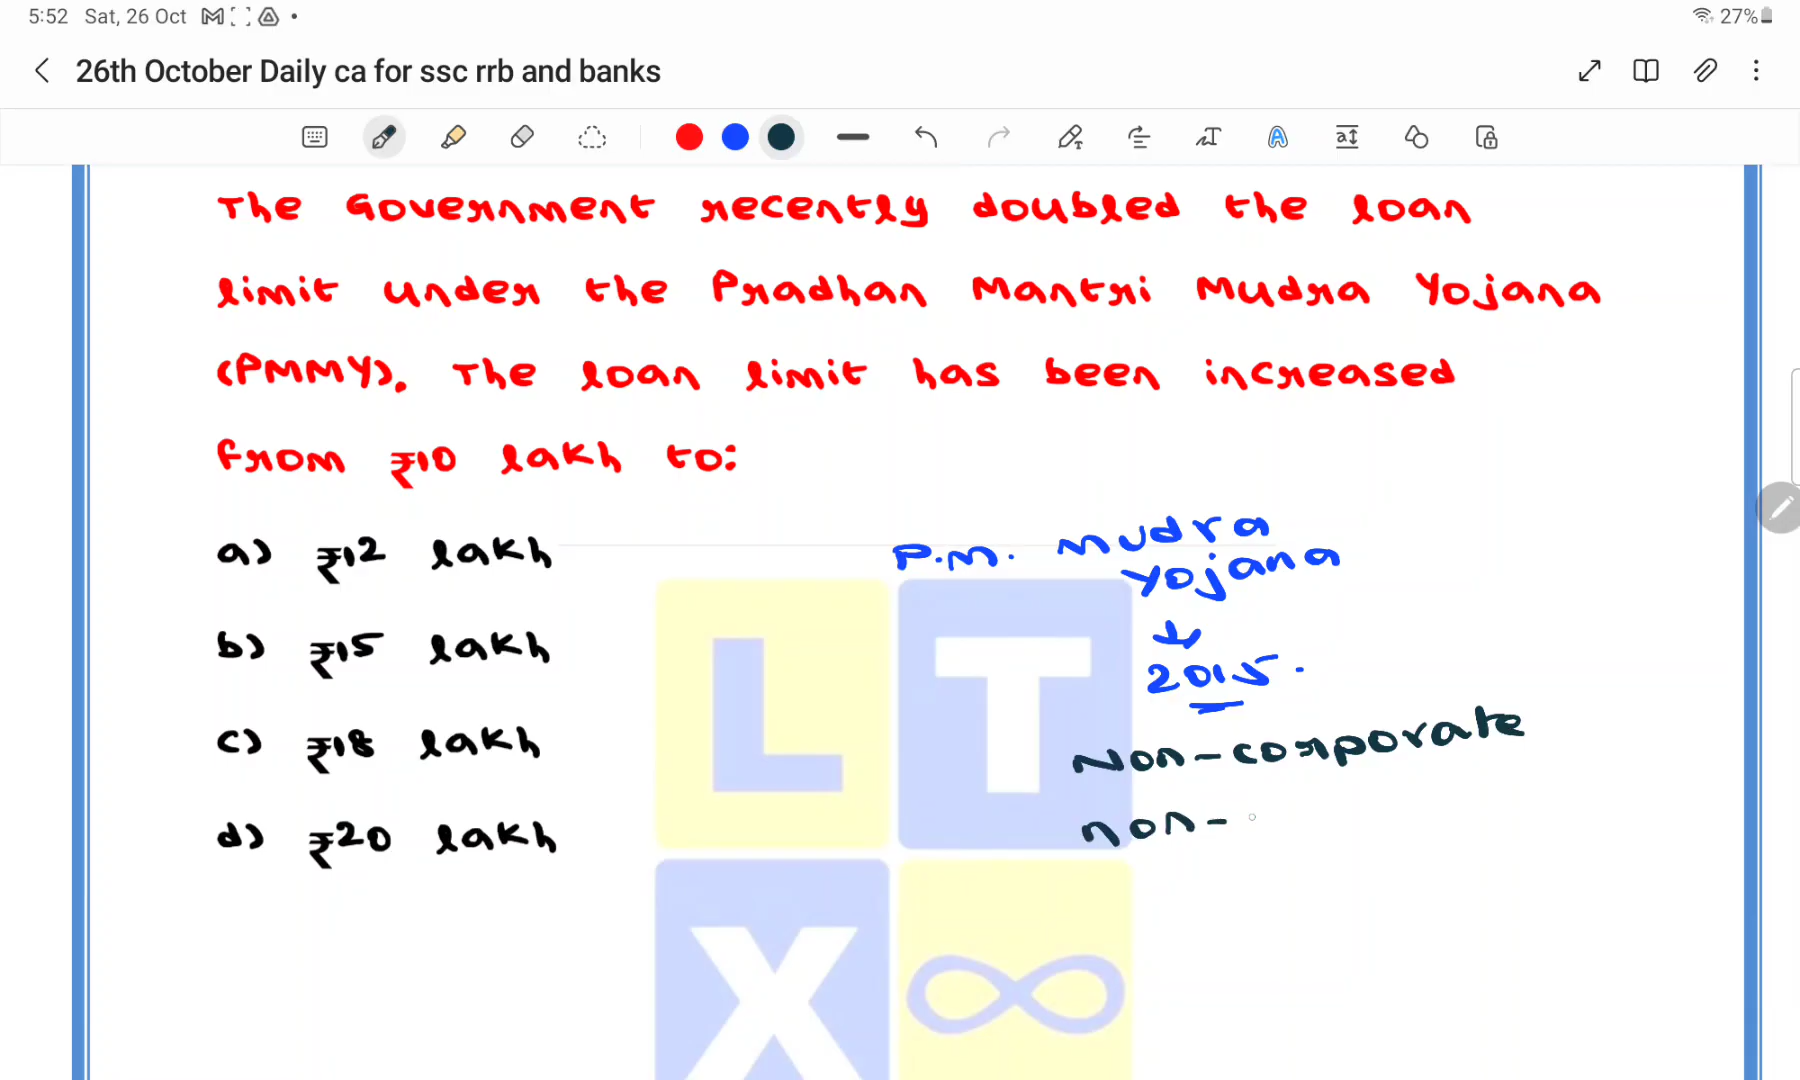 5:52 Sat, 26 Oct
27%
26th October Daily ca for ssc rrb and banks
The Government recently doubled the loan
limit under the Pradhan Mantri Mudra Yojana
(PMMY). The loan limit has been increased
from ₹10 lakh to:
a) ₹12 lakh
b) ₹15 lakh
c) ₹18 lakh
d) ₹20 lakh
P.M. Mudra
Yojana
↓
2015.
Non-corporate
non-
L T
X ∞